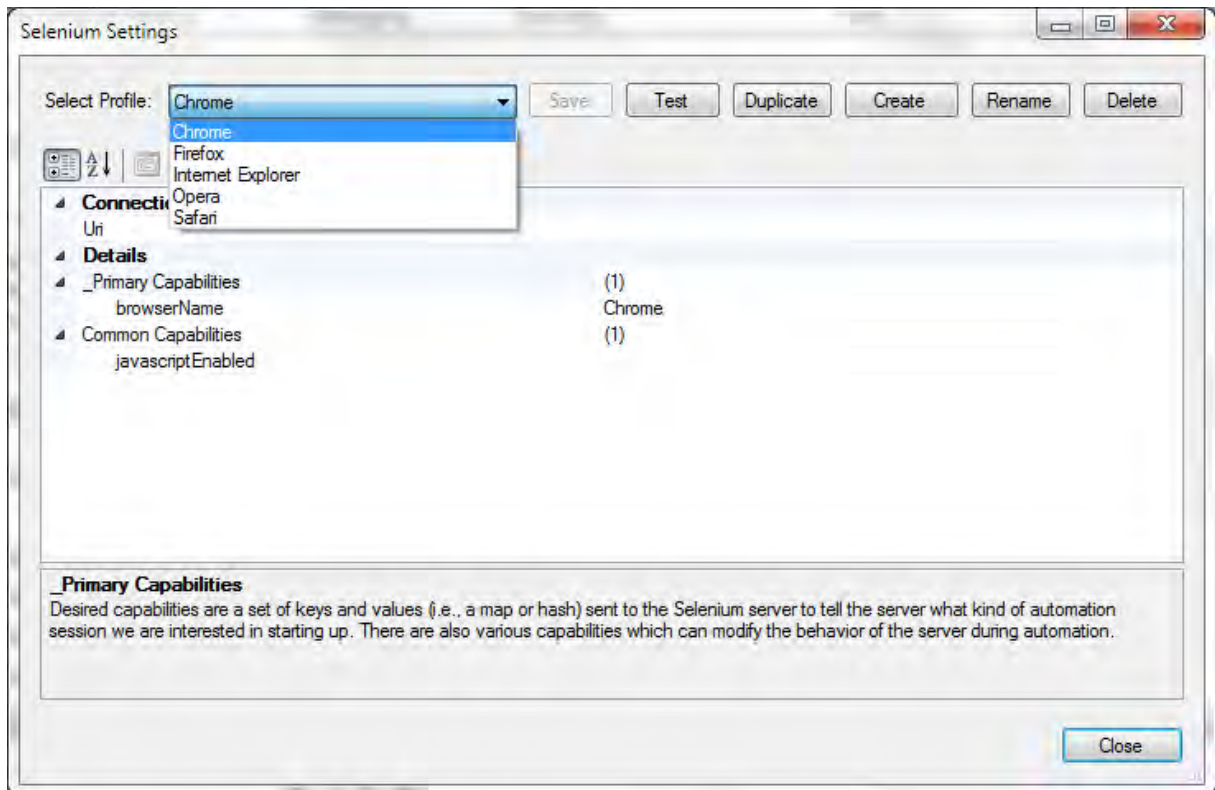 Selenium Settings
Select Profile: Chrome Save Test Duplicate Create Rename Delete
Chrome
Firefox
Internet Explorer
Opera
Safari
Connecti
Uri
Details
_Primary Capabilities (1)
browserName Chrome
Common Capabilities (1)
javascriptEnabled
_Primary Capabilities
Desired capabilities are a set of keys and values (i.e., a map or hash) sent to the Selenium server to tell the server what kind of automation
session we are interested in starting up. There are also various capabilities which can modify the behavior of the server during automation.
Close